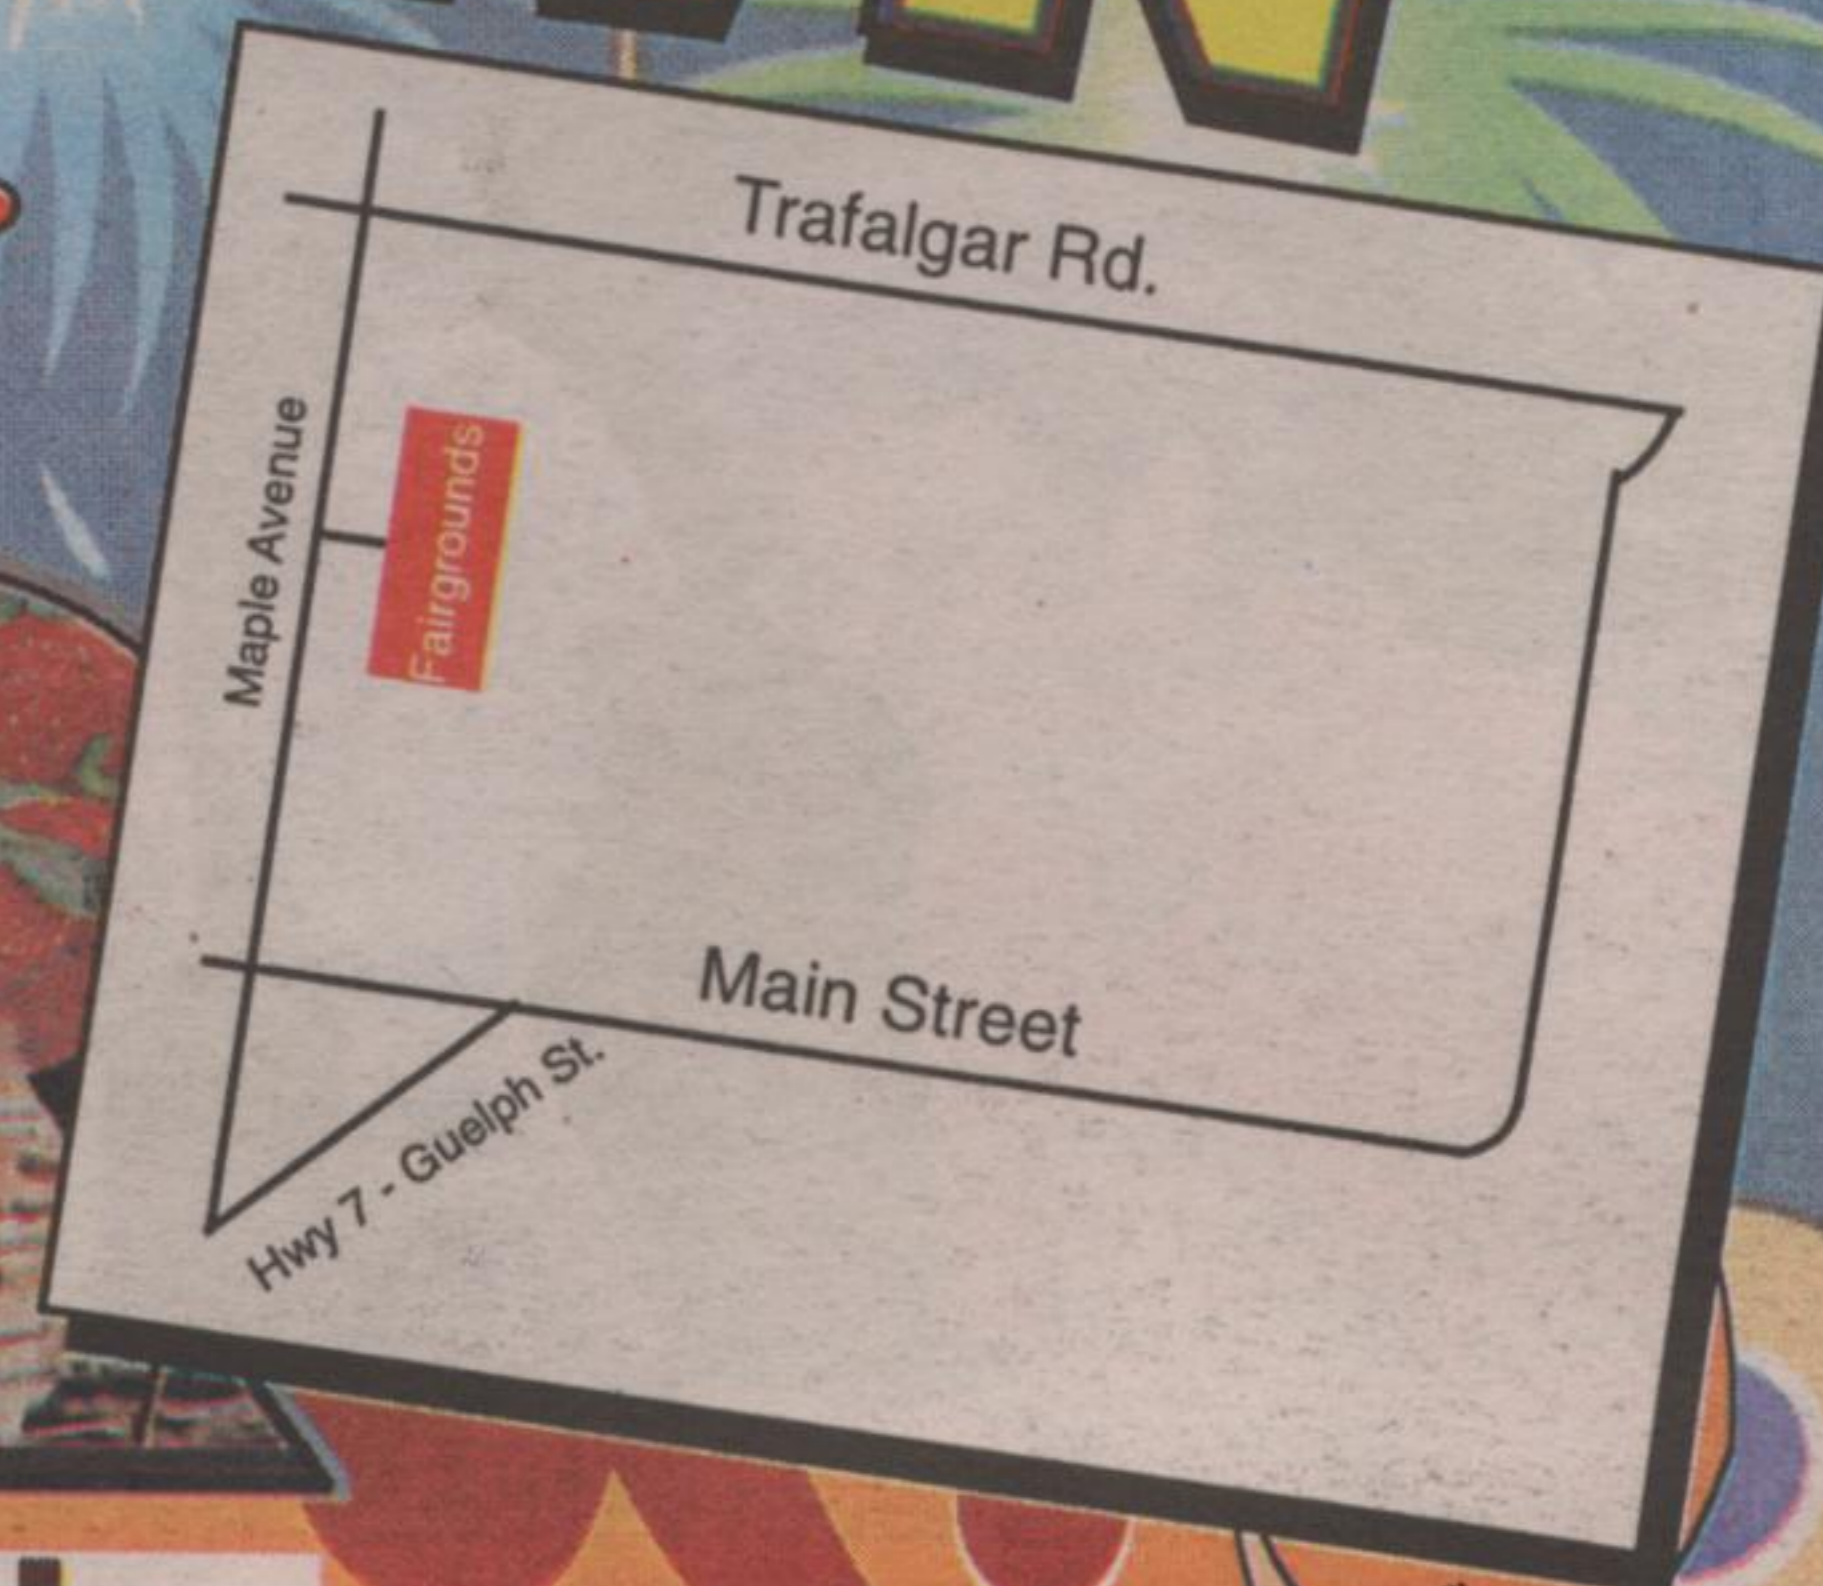 Trafalgar Rd.
Maple Avenue
Fairgrounds
Main Street
Hwy 7 - Guelph St.